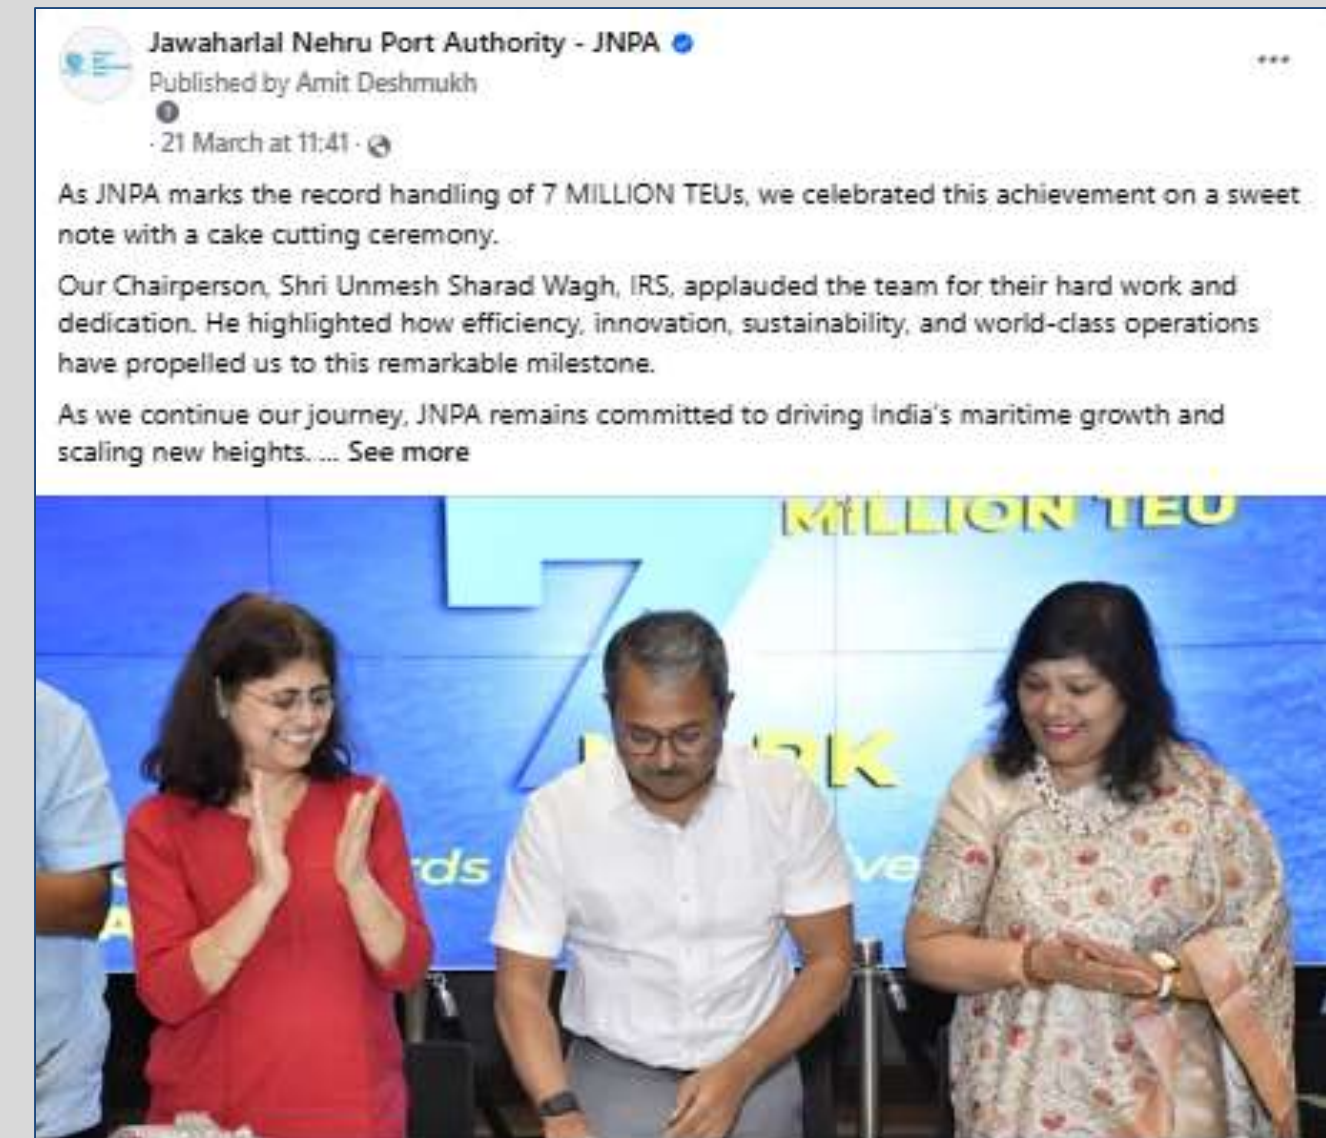 Jawaharlal Nehru Port Authority - JNPA
Published by Amit Deshmukh
· 21 March at 11:41 ·
As JNPA marks the record handling of 7 MILLION TEUs, we celebrated this achievement on a sweet
note with a cake cutting ceremony.
Our Chairperson, Shri Unmesh Sharad Wagh, IRS, applauded the team for their hard work and
dedication. He highlighted how efficiency, innovation, sustainability, and world-class operations
have propelled us to this remarkable milestone.
As we continue our journey, JNPA remains committed to driving India's maritime growth and
scaling new heights. ... See more
7 MILLION TEU